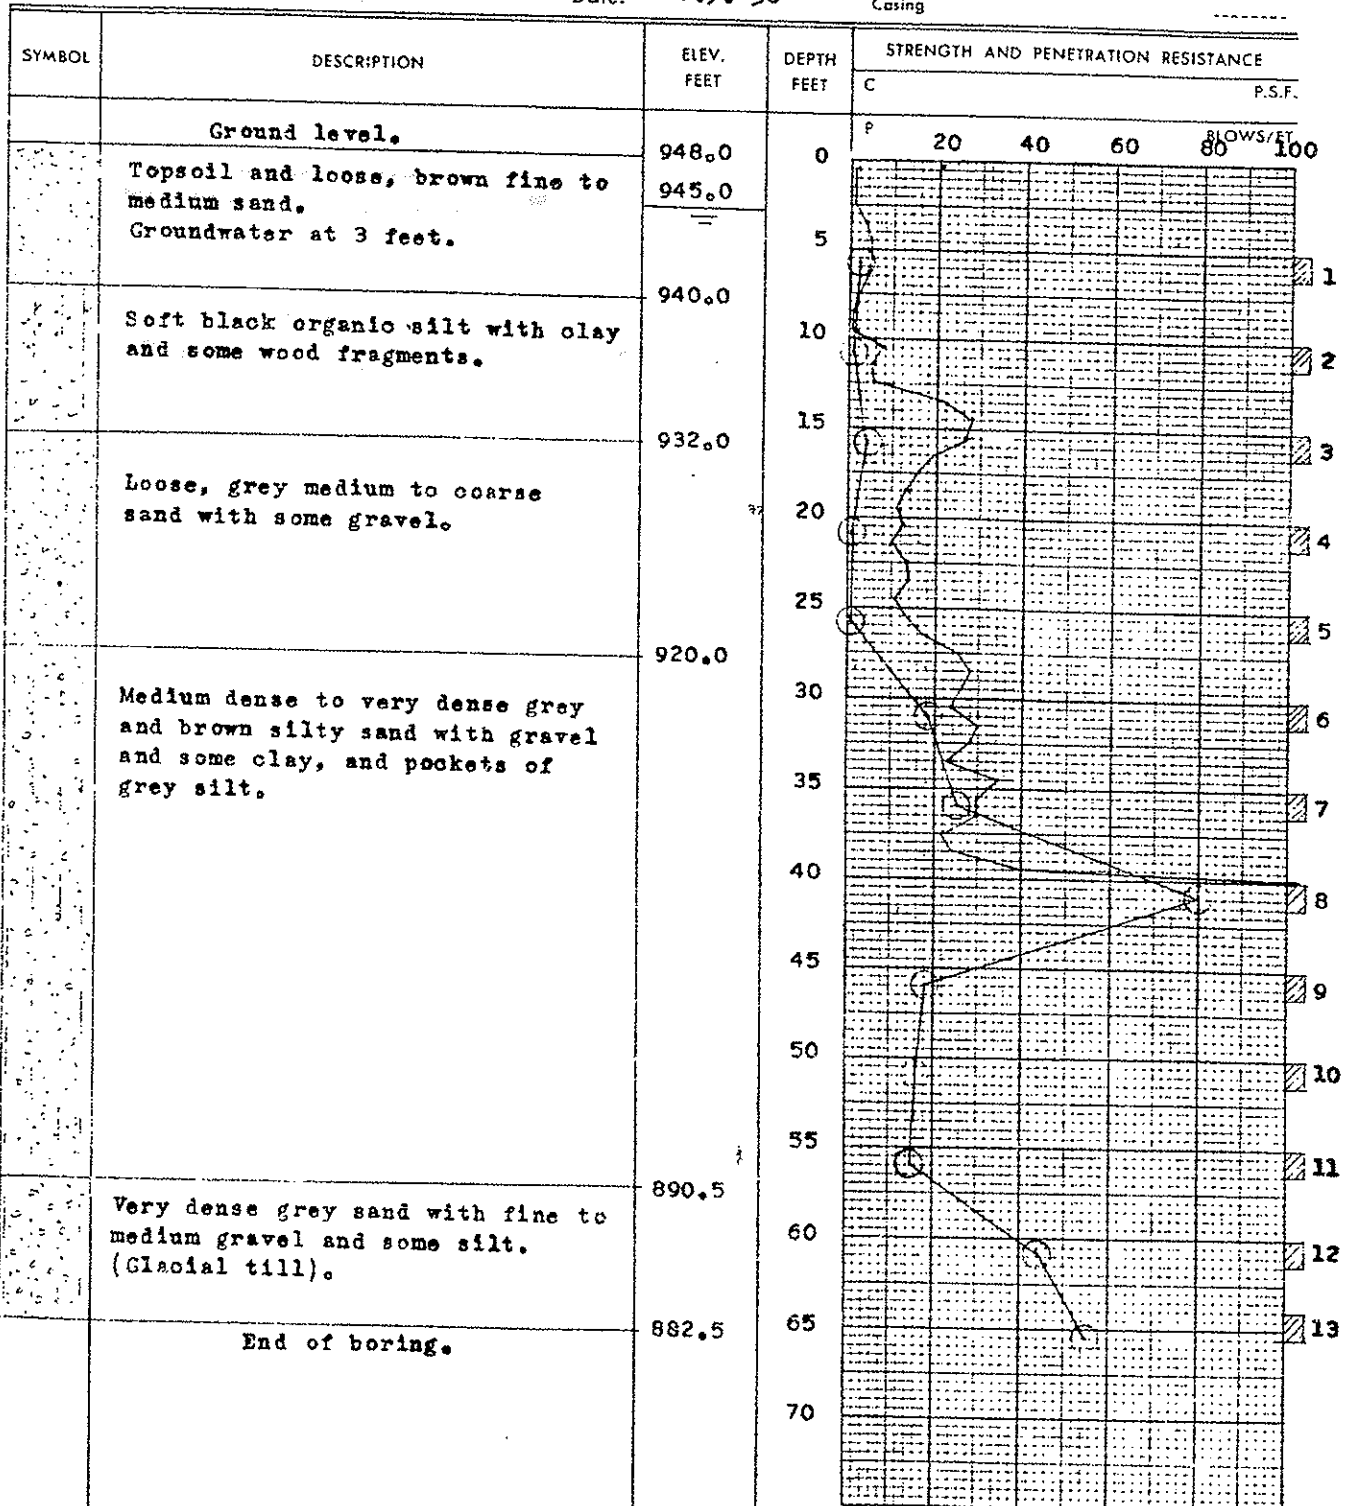 Casing
SYMBOL DESCRIPTION ELEV. FEET DEPTH FEET STRENGTH AND PENETRATION RESISTANCE
C P.S.F.
P 20 40 60 80 BLOWS/FT. 100
Ground level.
948.0 0
Topsoil and loose, brown fine to
medium sand.
Groundwater at 3 feet.
945.0
5
1
940.0
Soft black organic silt with clay
and some wood fragments.
10
2
15
932.0
3
Loose, grey medium to coarse
sand with some gravel.
20
4
25
5
920.0
Medium dense to very dense grey
and brown silty sand with gravel
and some clay, and pockets of
grey silt.
30
6
35
7
40
8
45
9
50
10
55
11
890.5
Very dense grey sand with fine to
medium gravel and some silt.
(Glacial till).
60
12
882.5 65
13
End of boring.
70